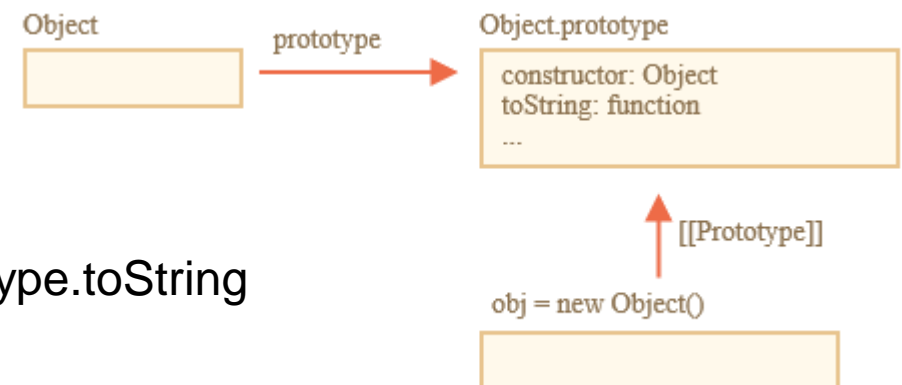 Object
prototype
Object.prototype
constructor: Object
toString: function
...
[[Prototype]]
ype.toString
obj = new Object()